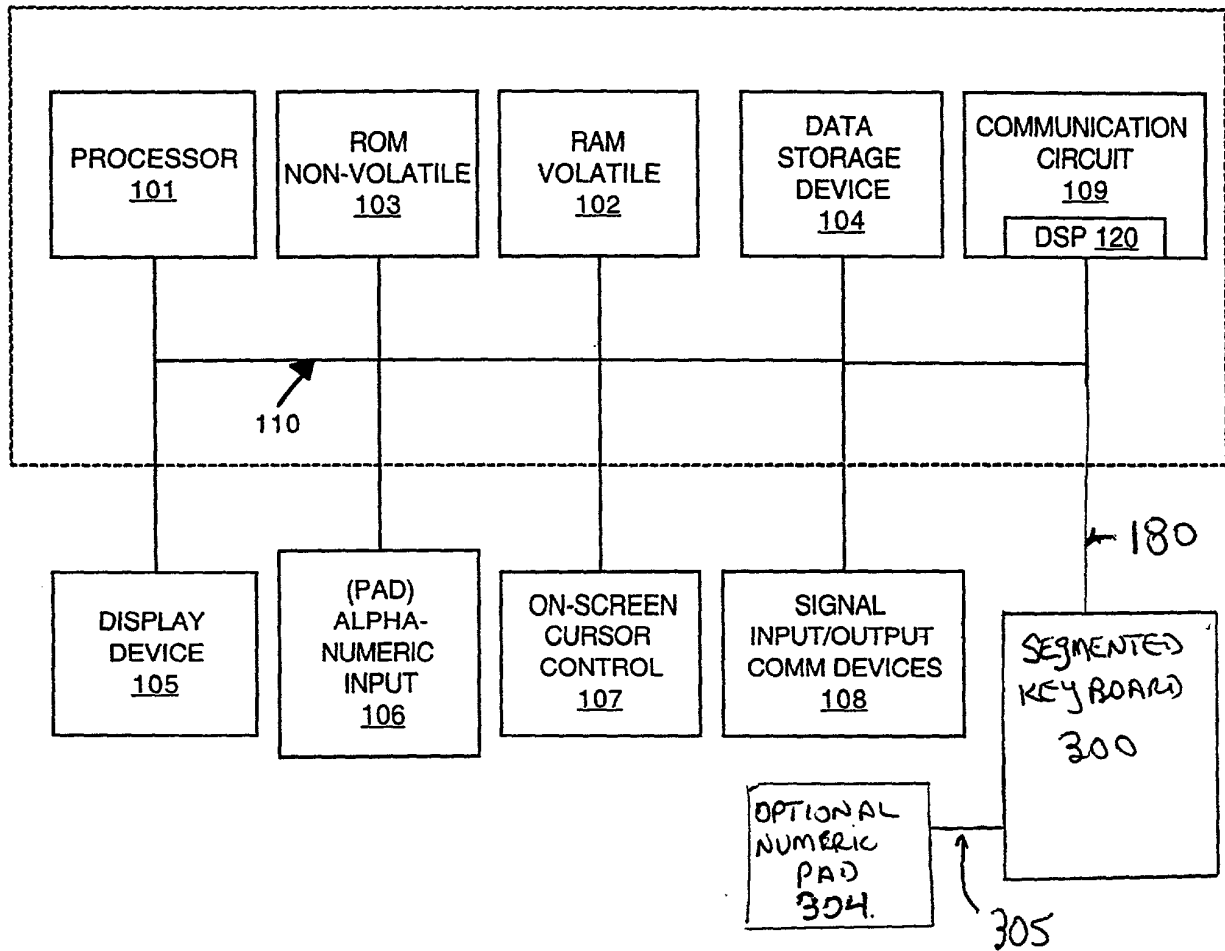 PROCESSOR
101
ROM
NON-VOLATILE
103
RAM
VOLATILE
102
DATA
STORAGE
DEVICE
104
COMMUNICATION
CIRCUIT
109
DSP 120
110
180
DISPLAY
DEVICE
105
(PAD)
ALPHA-
NUMERIC
INPUT
106
ON-SCREEN
CURSOR
CONTROL
107
SIGNAL
INPUT/OUTPUT
COMM DEVICES
108
SEGMENTED
KEYBOARD
300
OPTIONAL
NUMERIC
PAD
304.
305